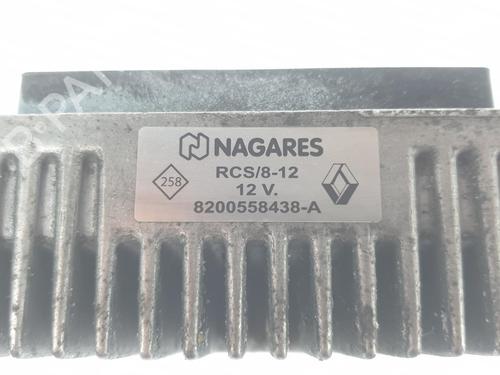 NAGARES
RCS/8-12
258
12 V.
8200558438-A